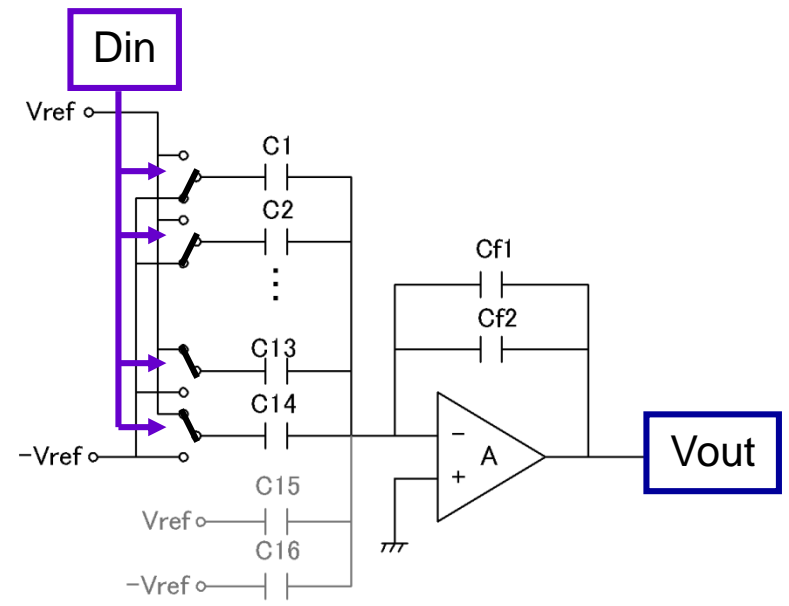 Din
Vref
C1
C2
⋮
Cf1
Cf2
C13
C14
-Vref
−
A
+
Vout
C15
Vref
C16
-Vref